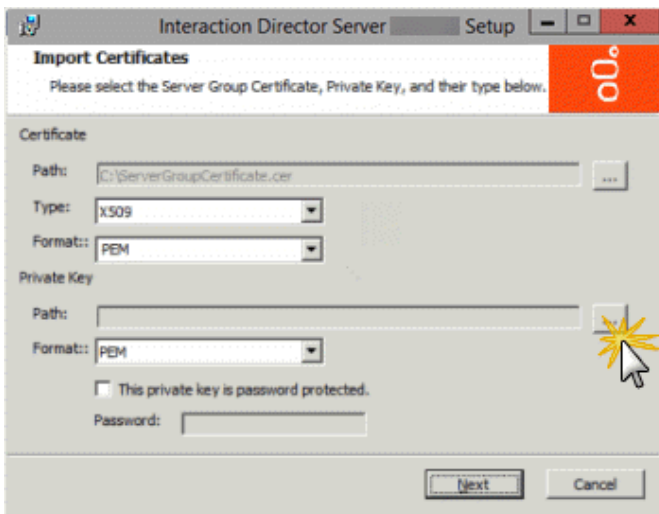 Interaction Director Server Setup
Import Certificates
Please select the Server Group Certificate, Private Key, and their type below.
Certificate
Path: C:\ServerGroupCertificate.cer ...
Type: X509
Format:: PEM
Private Key
Path: ...
Format:: PEM
This private key is password protected.
Password:
Next Cancel